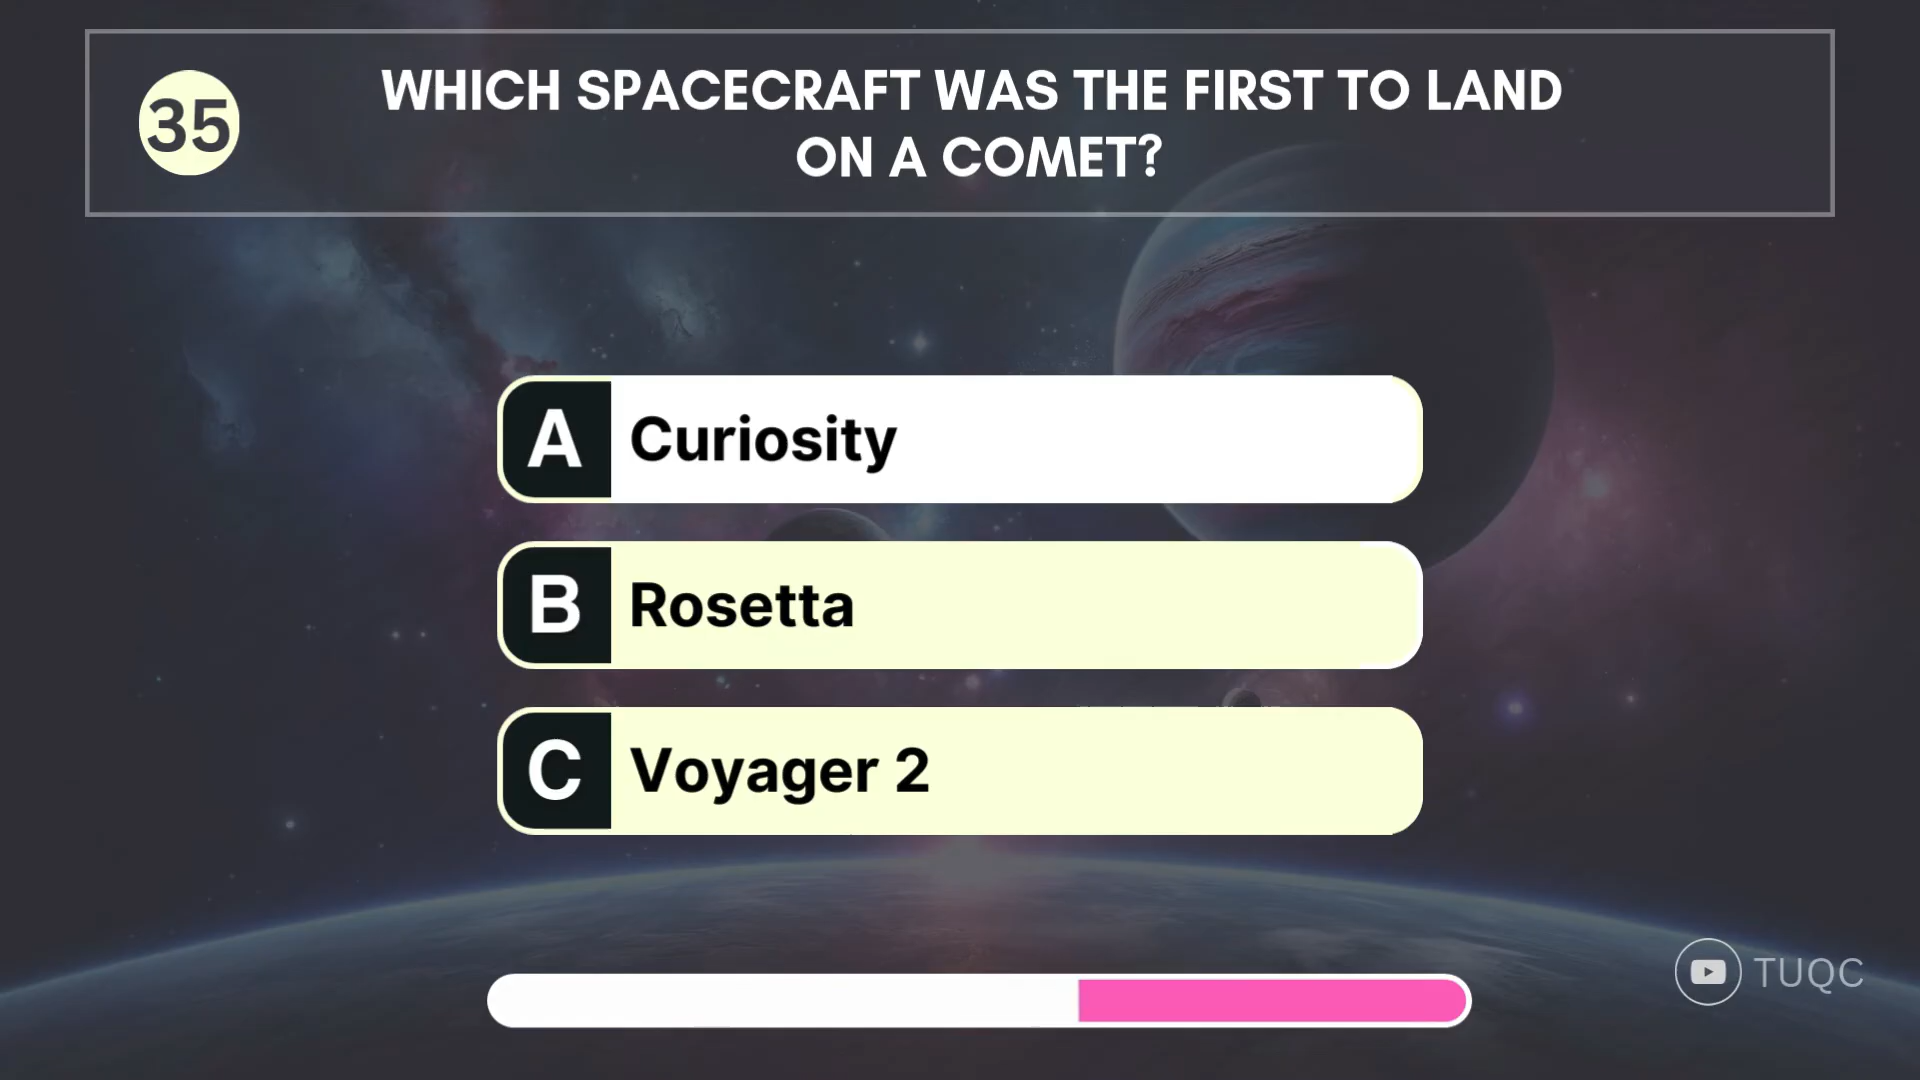 35
WHICH SPACECRAFT WAS THE FIRST TO LAND
ON A COMET?
A Curiosity
B Rosetta
C Voyager 2
TUQC